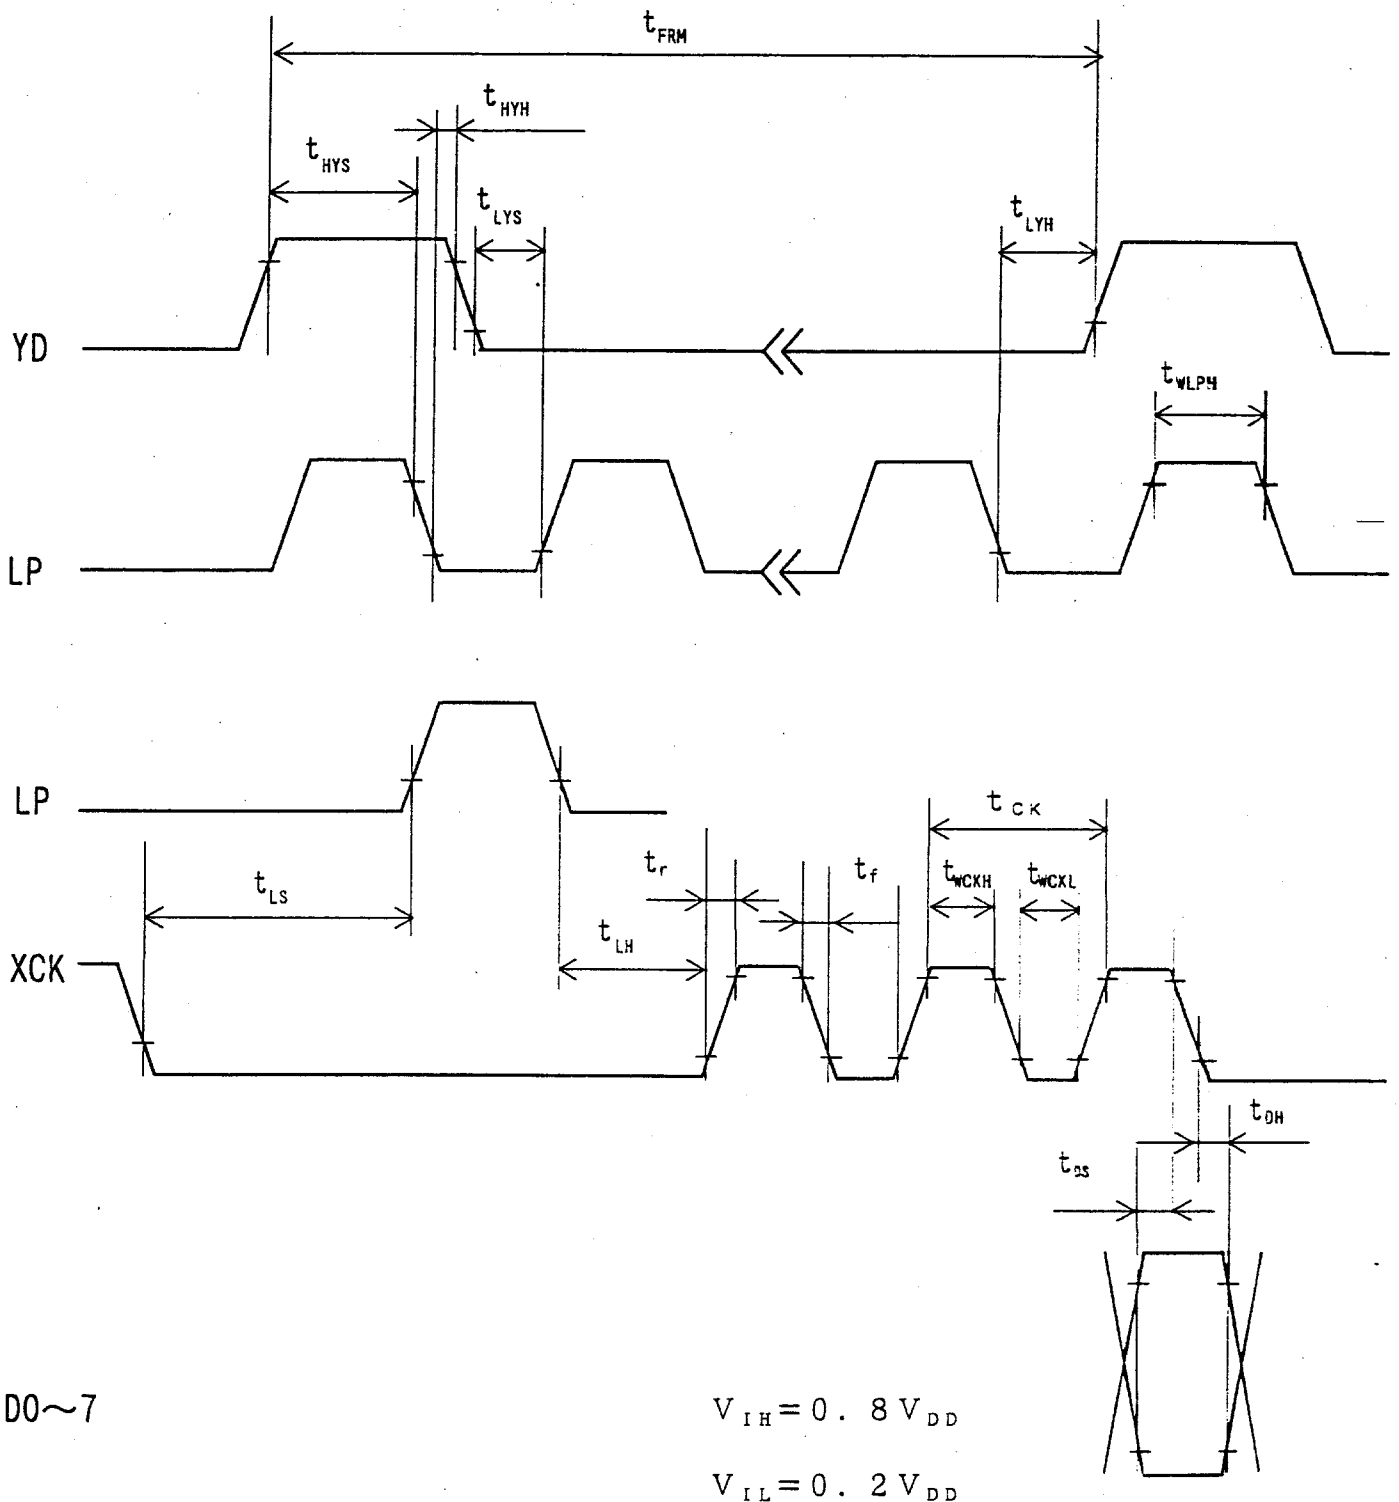 tFRM
tHYH
tHYS
tLYS
tLYH
YD
tWLPH
LP
LP
tCK
tr
tf
tWCKH
tWCKL
tLS
tLH
XCK
tDH
tDS
D0~7
VIH=0.8VDD
VIL=0.2VDD